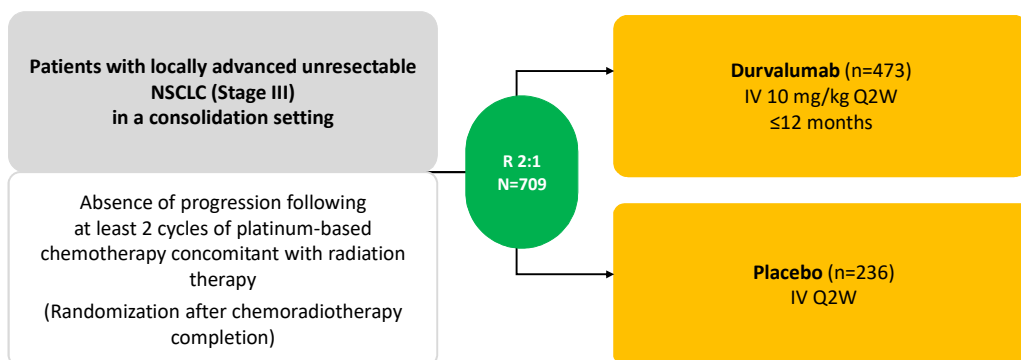 Patients with locally advanced unresectable
NSCLC (Stage III)
in a consolidation setting
Absence of progression following
at least 2 cycles of platinum-based
chemotherapy concomitant with radiation
therapy
(Randomization after chemoradiotherapy
completion)
R 2:1
N=709
Durvalumab (n=473)
IV 10 mg/kg Q2W
≤12 months
Placebo (n=236)
IV Q2W